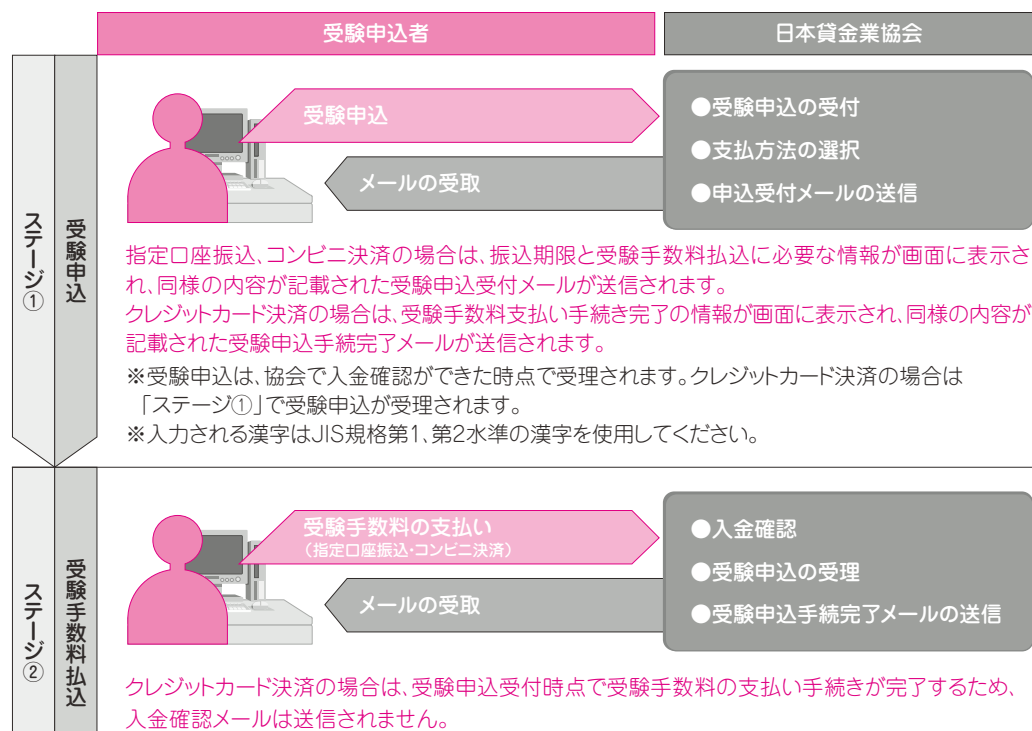 受験申込者
日本貸金業協会
ステージ①
受験申込
受験申込
メールの受取
●受験申込の受付
●支払方法の選択
●申込受付メールの送信
指定口座振込、コンビニ決済の場合は、振込期限と受験手数料払込に必要な情報が画面に表示さ
れ、同様の内容が記載された受験申込受付メールが送信されます。
クレジットカード決済の場合は、受験手数料支払い手続き完了の情報が画面に表示され、同様の内容が
記載された受験申込手続完了メールが送信されます。
※受験申込は、協会で入金確認ができた時点で受理されます。クレジットカード決済の場合は
「ステージ①」で受験申込が受理されます。
※入力される漢字はJIS規格第1、第2水準の漢字を使用してください。
ステージ②
受験手数料払込
受験手数料の支払い
(指定口座振込・コンビニ決済)
メールの受取
●入金確認
●受験申込の受理
●受験申込手続完了メールの送信
クレジットカード決済の場合は、受験申込受付時点で受験手数料の支払い手続きが完了するため、
入金確認メールは送信されません。